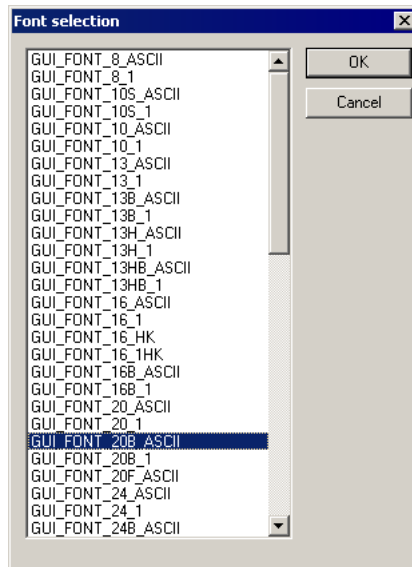 Font selection
GUI_FONT_8_ASCII
GUI_FONT_8_1
GUI_FONT_10S_ASCII
GUI_FONT_10S_1
GUI_FONT_10_ASCII
GUI_FONT_10_1
GUI_FONT_13_ASCII
GUI_FONT_13_1
GUI_FONT_13B_ASCII
GUI_FONT_13B_1
GUI_FONT_13H_ASCII
GUI_FONT_13H_1
GUI_FONT_13HB_ASCII
GUI_FONT_13HB_1
GUI_FONT_16_ASCII
GUI_FONT_16_1
GUI_FONT_16_HK
GUI_FONT_16_1HK
GUI_FONT_16B_ASCII
GUI_FONT_16B_1
GUI_FONT_20_ASCII
GUI_FONT_20_1
GUI_FONT_20B_ASCII
GUI_FONT_20B_1
GUI_FONT_20F_ASCII
GUI_FONT_24_ASCII
GUI_FONT_24_1
GUI_FONT_24B_ASCII
OK
Cancel